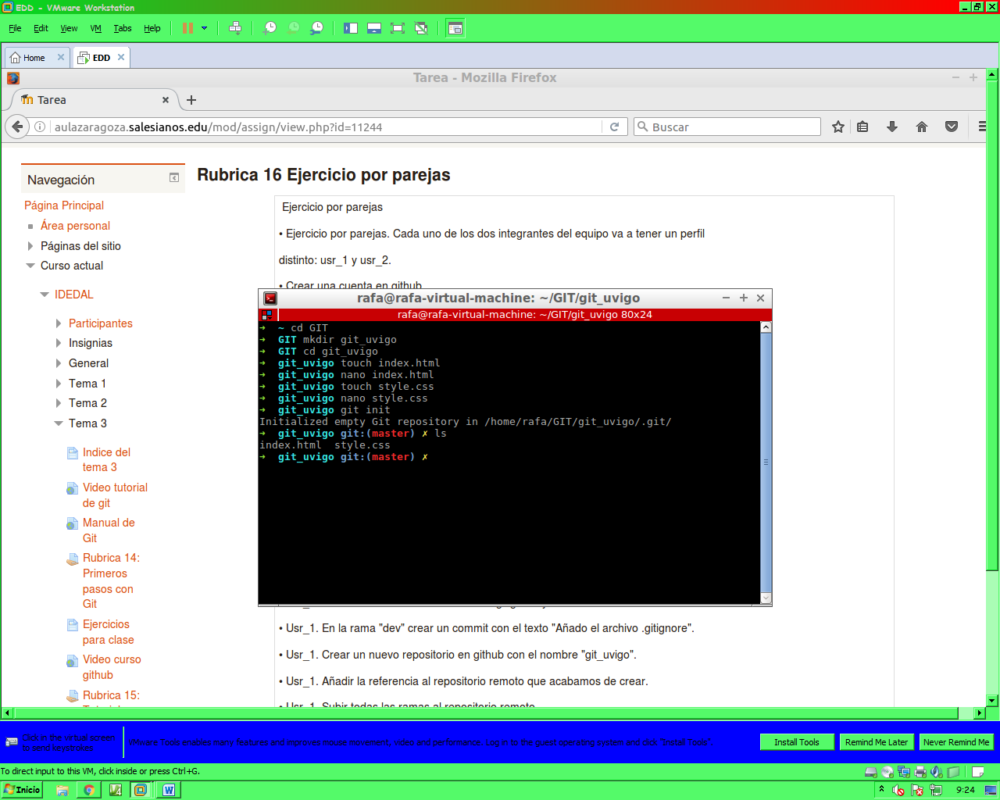 EDD - VMware Workstation
File Edit View VM Tabs Help
Home EDD
Tarea - Mozilla Firefox
Tarea
aulazaragoza.salesianos.edu/mod/assign/view.php?id=11244
Buscar
Navegación
Página Principal
Área personal
Páginas del sitio
Curso actual
IDEDAL
Participantes
Insignias
General
Tema 1
Tema 2
Tema 3
Indice del
tema 3
Video tutorial
de git
Manual de
Git
Rubrica 14:
Primeros
pasos con
Git
Ejercicios
para clase
Video curso
github
Rubrica 15:
Rubrica 16 Ejercicio por parejas
Ejercicio por parejas
• Ejercicio por parejas. Cada uno de los dos integrantes del equipo va a tener un perfil
distinto: usr_1 y usr_2.
• Crear una cuenta en github
rafa@rafa-virtual-machine: ~/GIT/git_uvigo
rafa@rafa-virtual-machine: ~/GIT/git_uvigo 80x24
➜ ~ cd GIT
➜ GIT mkdir git_uvigo
➜ GIT cd git_uvigo
➜ git_uvigo touch index.html
➜ git_uvigo nano index.html
➜ git_uvigo touch style.css
➜ git_uvigo nano style.css
➜ git_uvigo git init
Initialized empty Git repository in /home/rafa/GIT/git_uvigo/.git/
➜ git_uvigo git:(master) ✗ ls
index.html style.css
➜ git_uvigo git:(master) ✗
• Usr_1. En la rama "dev" crear un commit con el texto "Añado el archivo .gitignore".
• Usr_1. Crear un nuevo repositorio en github con el nombre "git_uvigo".
• Usr_1. Añadir la referencia al repositorio remoto que acabamos de crear.
• Usr_1. Subir todas las ramas al repositorio remoto
Click in the virtual screen
to send keystrokes
VMware Tools enables many features and improves mouse movement, video and performance. Log in to the guest operating system and click "Install Tools".
Install Tools Remind Me Later Never Remind Me
To direct input to this VM, click inside or press Ctrl+G.
Inicio
9:24